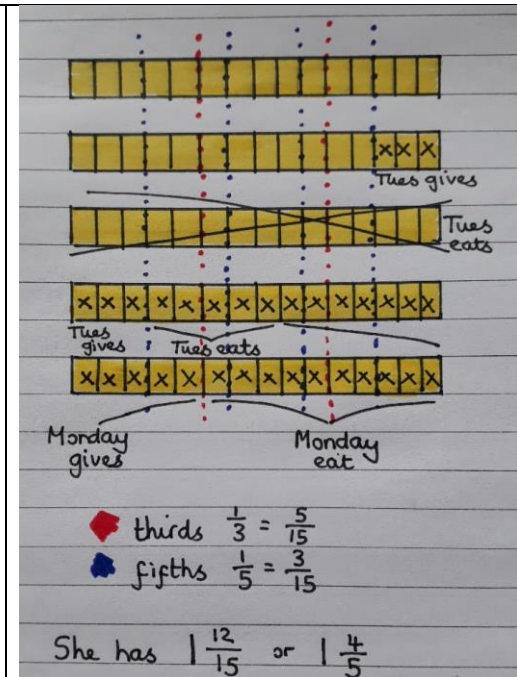 x x x
Tues gives
Tues
eats
x x x x x x x x x x x x x x x
Tues
gives
Tues eats
x x x x x x x x x x x x x x x
Monday
gives
Monday
eat
thirds 1/3 = 5/15
fifths 1/5 = 3/15
She has 1 12/15 or 1 4/5